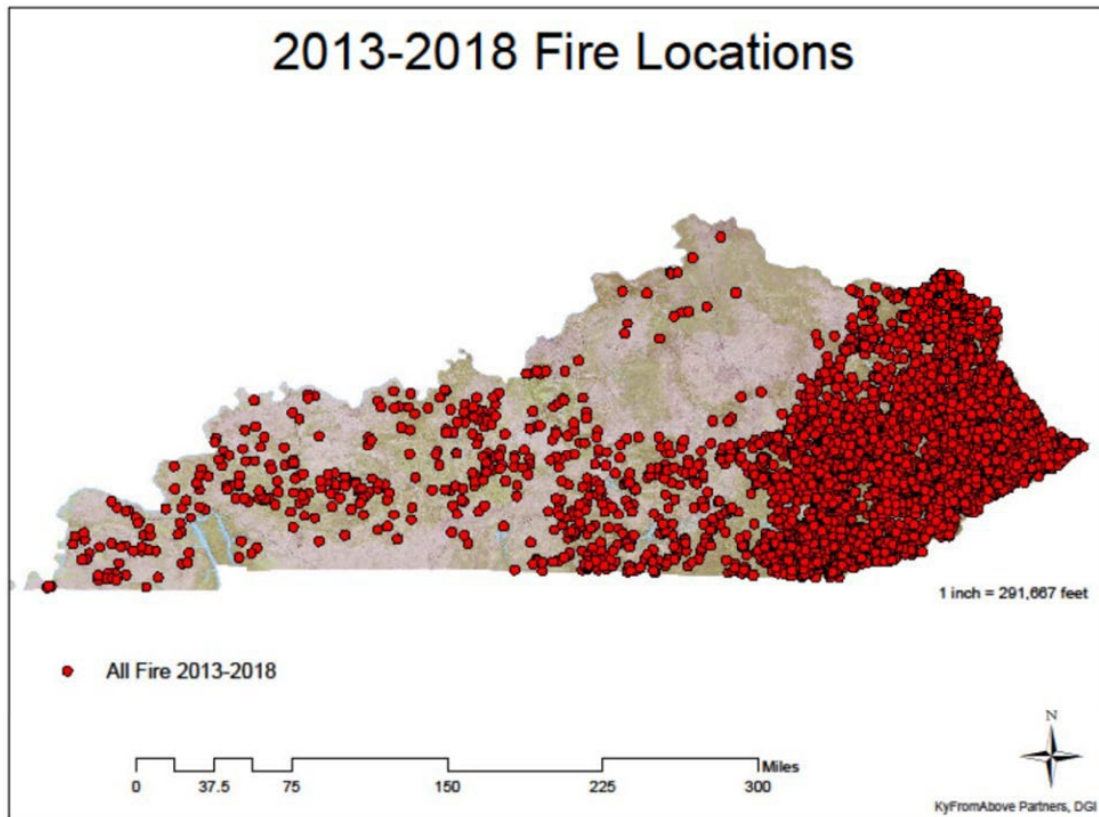 2013-2018 Fire Locations
1 inch = 291,667 feet
All Fire 2013-2018
Miles
0 37.5 75 150 225 300
N
KyFromAbove Partners, DGI